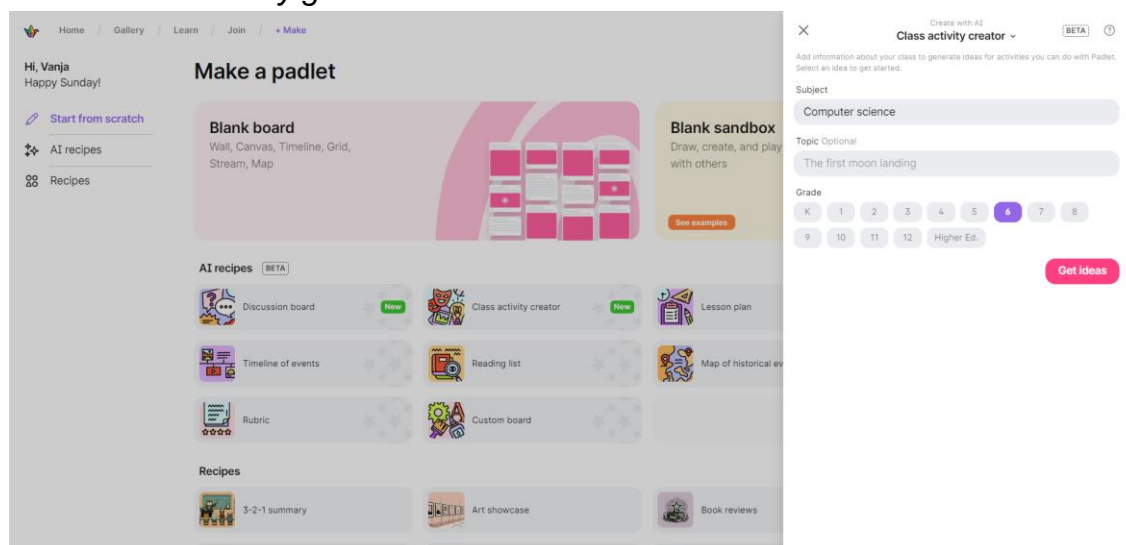 Home / Gallery / Learn / Join / + Make
Hi, Vanja
Happy Sunday!
Start from scratch
AI recipes
Recipes
Make a padlet
Blank board
Wall, Canvas, Timeline, Grid,
Stream, Map
Blank sandbox
Draw, create, and play
with others
See examples
AI recipes BETA
Discussion board New
Class activity creator New
Lesson plan
Timeline of events
Reading list
Map of historical ev
Rubric
Custom board
Recipes
3-2-1 summary
Art showcase
Book reviews
Create with AI
Class activity creator
BETA
?
Add information about your class to generate ideas for activities you can do with Padlet.
Select an idea to get started.
Subject
Computer science
Topic Optional
The first moon landing
Grade
K 1 2 3 4 5 6 7 8
9 10 11 12 Higher Ed.
Get ideas